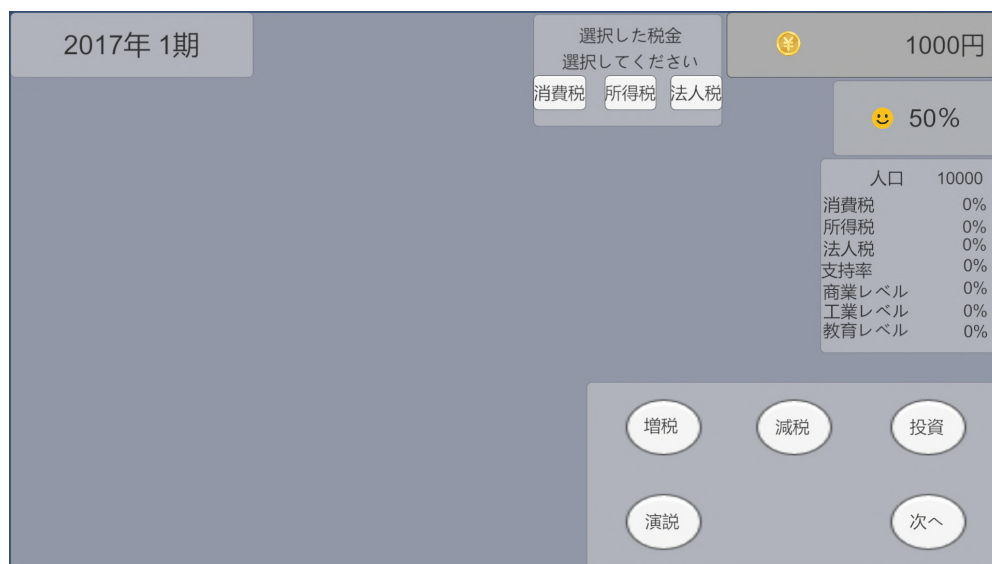 2017年 1期
選択した税金
選択してください
消費税 所得税 法人税
1000円
50%
人口 10000
消費税 0%
所得税 0%
法人税 0%
支持率 0%
商業レベル 0%
工業レベル 0%
教育レベル 0%
増税 減税 投資
演説 次へ